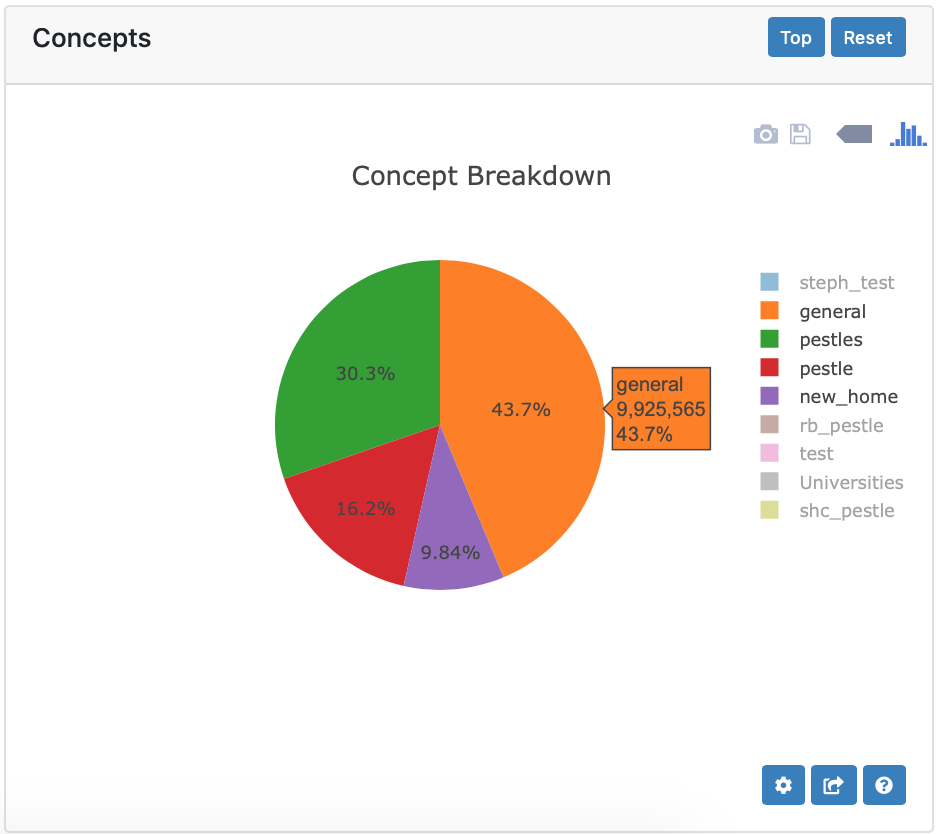 Concepts
Top
Reset
Concept Breakdown
steph_test
general
pestles
pestle
new_home
rb_pestle
test
Universities
shc_pestle
30.3%
43.7%
16.2%
9.84%
general
9,925,565
43.7%
?